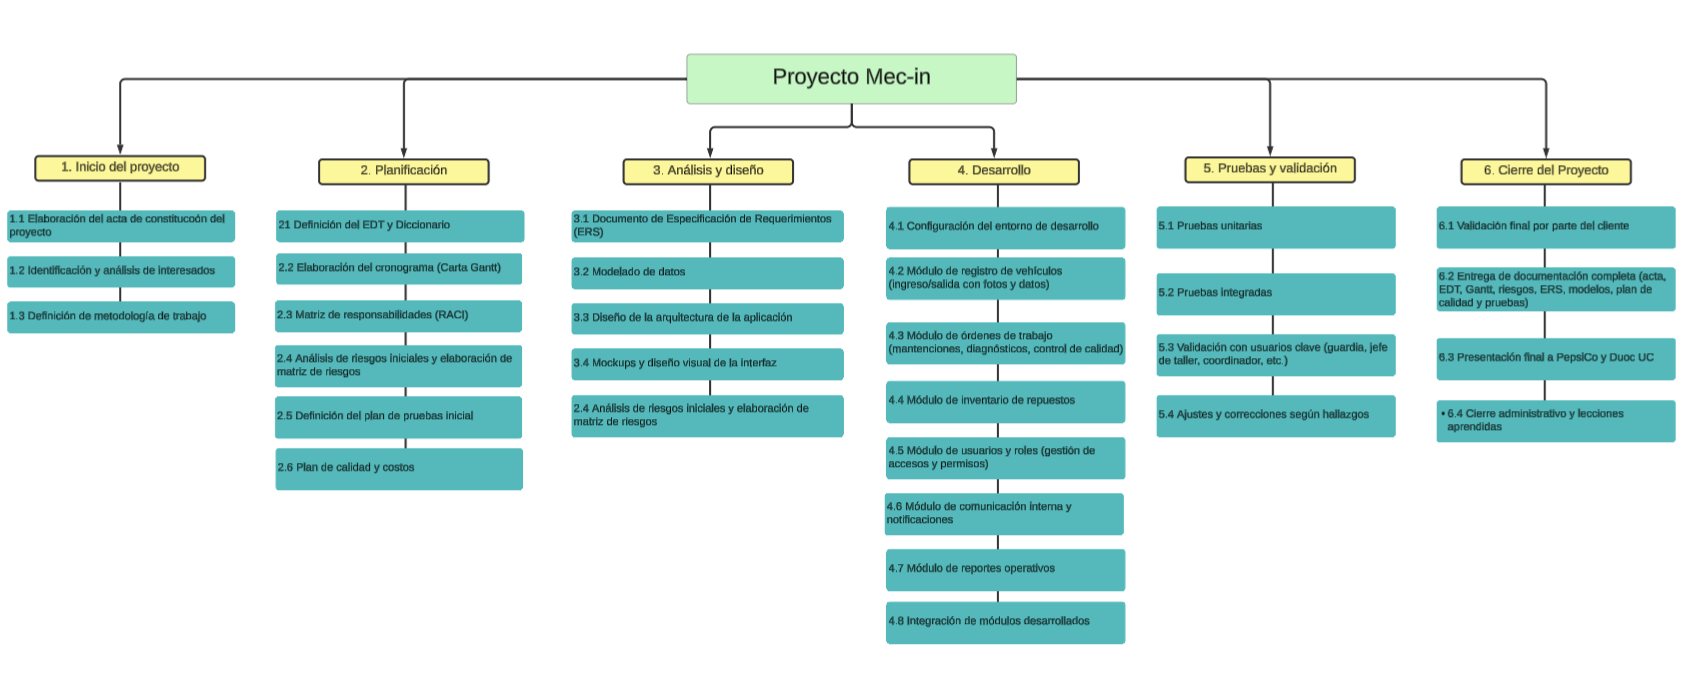 Proyecto Mec-in
1. Inicio del proyecto
1.1 Elaboración del acta de constitucoón del
proyecto
1.2 Identificación y análisis de interesados
1.3 Definición de metodología de trabajo
2. Planificación
21 Definición del EDT y Diccionario
2.2 Elaboración del cronograma (Carta Gantt)
2.3 Matriz de responsabilidades (RACI)
2.4 Análisis de riesgos iniciales y elaboración de
matriz de riesgos
2.5 Definición del plan de pruebas inicial
2.6 Plan de calidad y costos
3. Análisis y diseño
3.1 Documento de Especificación de Requerimientos
(ERS)
3.2 Modelado de datos
3.3 Diseño de la arquitectura de la aplicación
3.4 Mockups y diseño visual de la interfaz
2.4 Análisis de riesgos iniciales y elaboración de
matriz de riesgos
4. Desarrollo
4.1 Configuración del entorno de desarrollo
4.2 Módulo de registro de vehículos
(ingreso/salida con fotos y datos)
4.3 Módulo de órdenes de trabajo
(mantenciones, diagnósticos, control de calidad)
4.4 Módulo de inventario de repuestos
4.5 Módulo de usuarios y roles (gestión de
accesos y permisos)
4.6 Módulo de comunicación interna y
notificaciones
4.7 Módulo de reportes operativos
4.8 Integración de módulos desarrollados
5. Pruebas y validación
5.1 Pruebas unitarias
5.2 Pruebas integradas
5.3 Validación con usuarios clave (guardia, jefe
de taller, coordinador, etc.)
5.4 Ajustes y correcciones según hallazgos
6. Cierre del Proyecto
6.1 Validación final por parte del cliente
6.2 Entrega de documentación completa (acta,
EDT, Gantt, riesgos, ERS, modelos, plan de
calidad y pruebas)
6.3 Presentación final a PepsiCo y Duoc UC
• 6.4 Cierre administrativo y lecciones
aprendidas